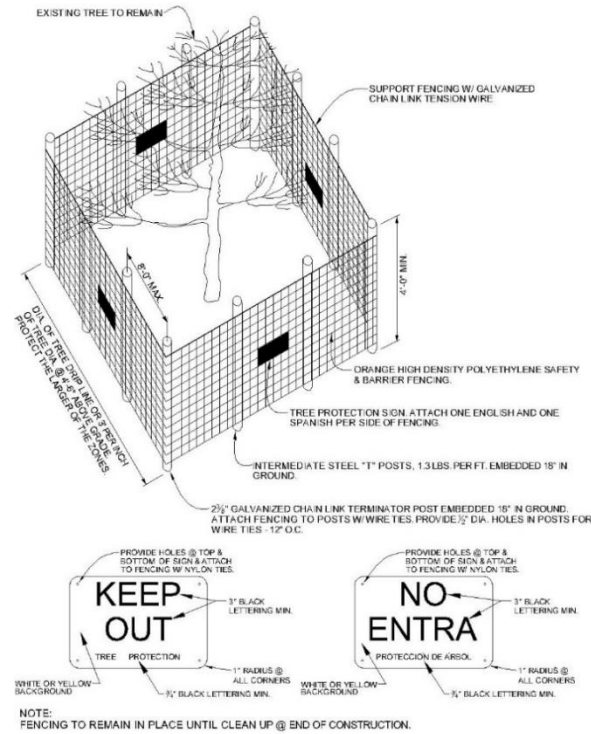 EXISTING TREE TO REMAIN
SUPPORT FENCING W/ GALVANIZED
CHAIN LINK TENSION WIRE
8'-0" MAX.
4'-0" MIN.
DIA. OF TREE DRIP LINE OR 3' PER INCH
OF TREE DIA. @ 4'-6" ABOVE GRADE.
PROTECT THE LARGER OF THE ZONES.
ORANGE HIGH DENSITY POLYETHYLENE SAFETY
& BARRIER FENCING.
TREE PROTECTION SIGN. ATTACH ONE ENGLISH AND ONE
SPANISH PER SIDE OF FENCING.
INTERMEDIATE STEEL "T" POSTS, 1.3 LBS. PER FT. EMBEDDED 18" IN
GROUND.
2½" GALVANIZED CHAIN LINK TERMINATOR POST EMBEDDED 18" IN GROUND.
ATTACH FENCING TO POSTS W/ WIRE TIES. PROVIDE ½" DIA. HOLES IN POSTS FOR
WIRE TIES - 12" O.C.
PROVIDE HOLES @ TOP &
BOTTOM OF SIGN & ATTACH
TO FENCING W/ NYLON TIES.
KEEP
OUT
TREE PROTECTION
3" BLACK
LETTERING MIN.
WHITE OR YELLOW
BACKGROUND
1" RADIUS @
ALL CORNERS
¾" BLACK LETTERING MIN.
PROVIDE HOLES @ TOP &
BOTTOM OF SIGN & ATTACH
TO FENCING W/ NYLON TIES.
NO
ENTRA
PROTECCIÓN DE ÁRBOL
3" BLACK
LETTERING MIN.
WHITE OR YELLOW
BACKGROUND
1" RADIUS @
ALL CORNERS
¾" BLACK LETTERING MIN.
NOTE:
FENCING TO REMAIN IN PLACE UNTIL CLEAN UP @ END OF CONSTRUCTION.